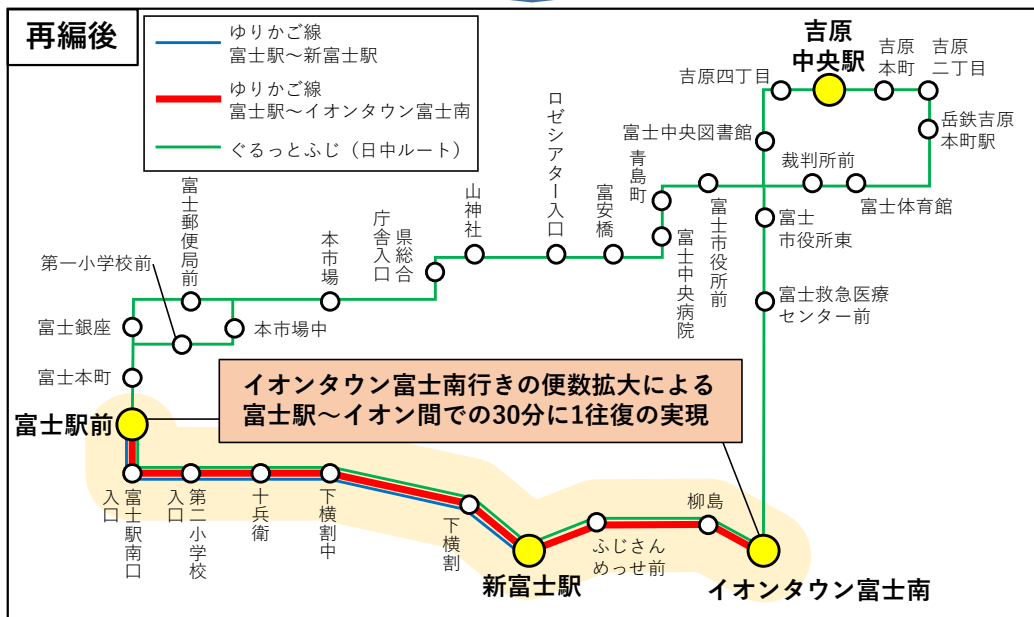 再編後
ゆりかご線
富士駅～新富士駅
ゆりかご線
富士駅～イオンタウン富士南
ぐるっとふじ（日中ルート）
吉原
中央駅
吉原四丁目
吉原
本町
吉原
二丁目
岳鉄吉原
本町駅
富士中央図書館
裁判所前
富士体育館
富士
市役所東
富士救急医療
センター前
富士市役所前
青島町
富士中央病院
富安橋
ロゼシアター入口
山神社
県総合
庁舎入口
本市場
富士郵便局前
第一小学校前
本市場中
富士銀座
富士本町
イオンタウン富士南行きの便数拡大による
富士駅～イオン間での30分に1往復の実現
富士駅前
富士駅南口
入口
第二小学校
入口
十兵衛
下横割中
下横割
新富士駅
ふじさん
めっせ前
柳島
イオンタウン富士南